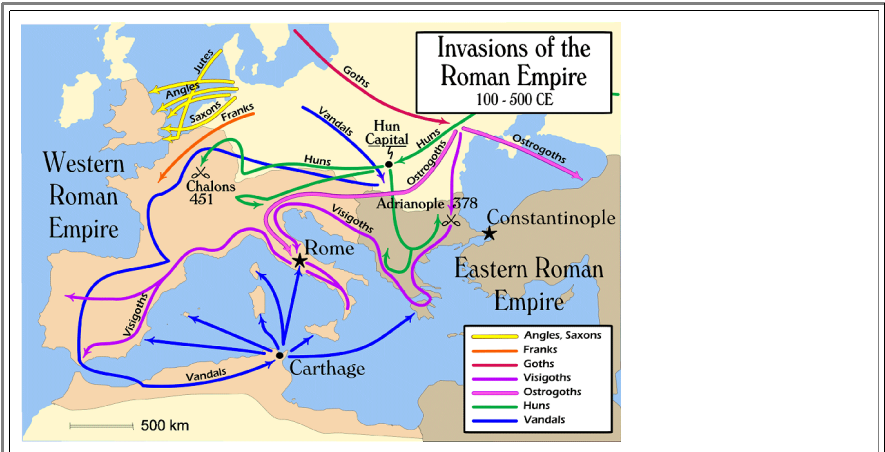 Invasions of the
Roman Empire
100 - 500 CE
Jutes
Angles
Saxons
Franks
Goths
Vandals
Hun
Capital
Huns
Ostrogoths
Ostrogoths
Huns
Western
Roman
Empire
Chalons
451
Adrianople 378
Visigoths
Constantinople
Rome
Eastern Roman
Empire
Visigoths
Carthage
Vandals
500 km
Angles, Saxons
Franks
Goths
Visigoths
Ostrogoths
Huns
Vandals